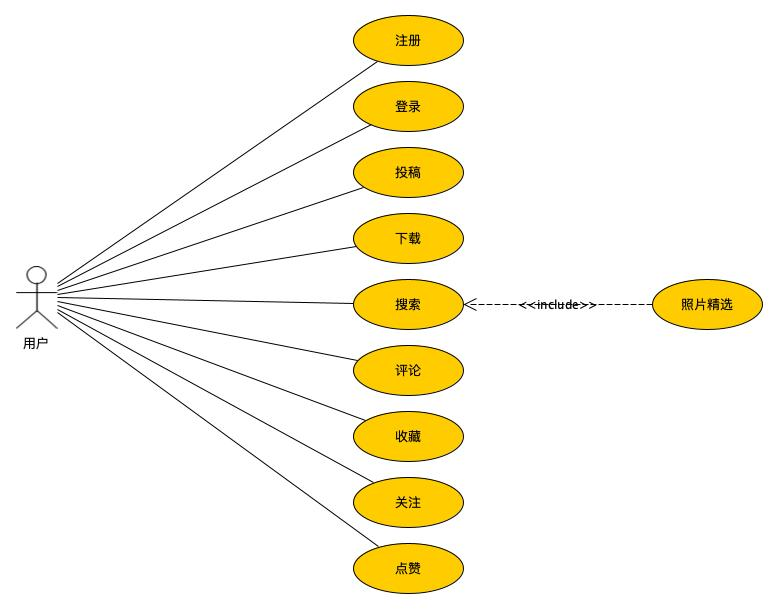 注册
登录
投稿
下载
搜索
<<include>>
照片精选
用户
评论
收藏
关注
点赞